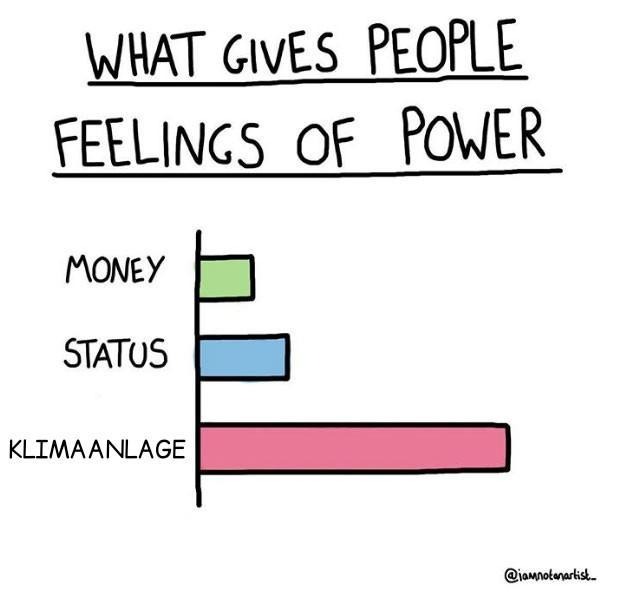 WHAT GIVES PEOPLE
FEELINGS OF POWER
MONEY
STATUS
KLIMAANLAGE
@iamnotanartist_